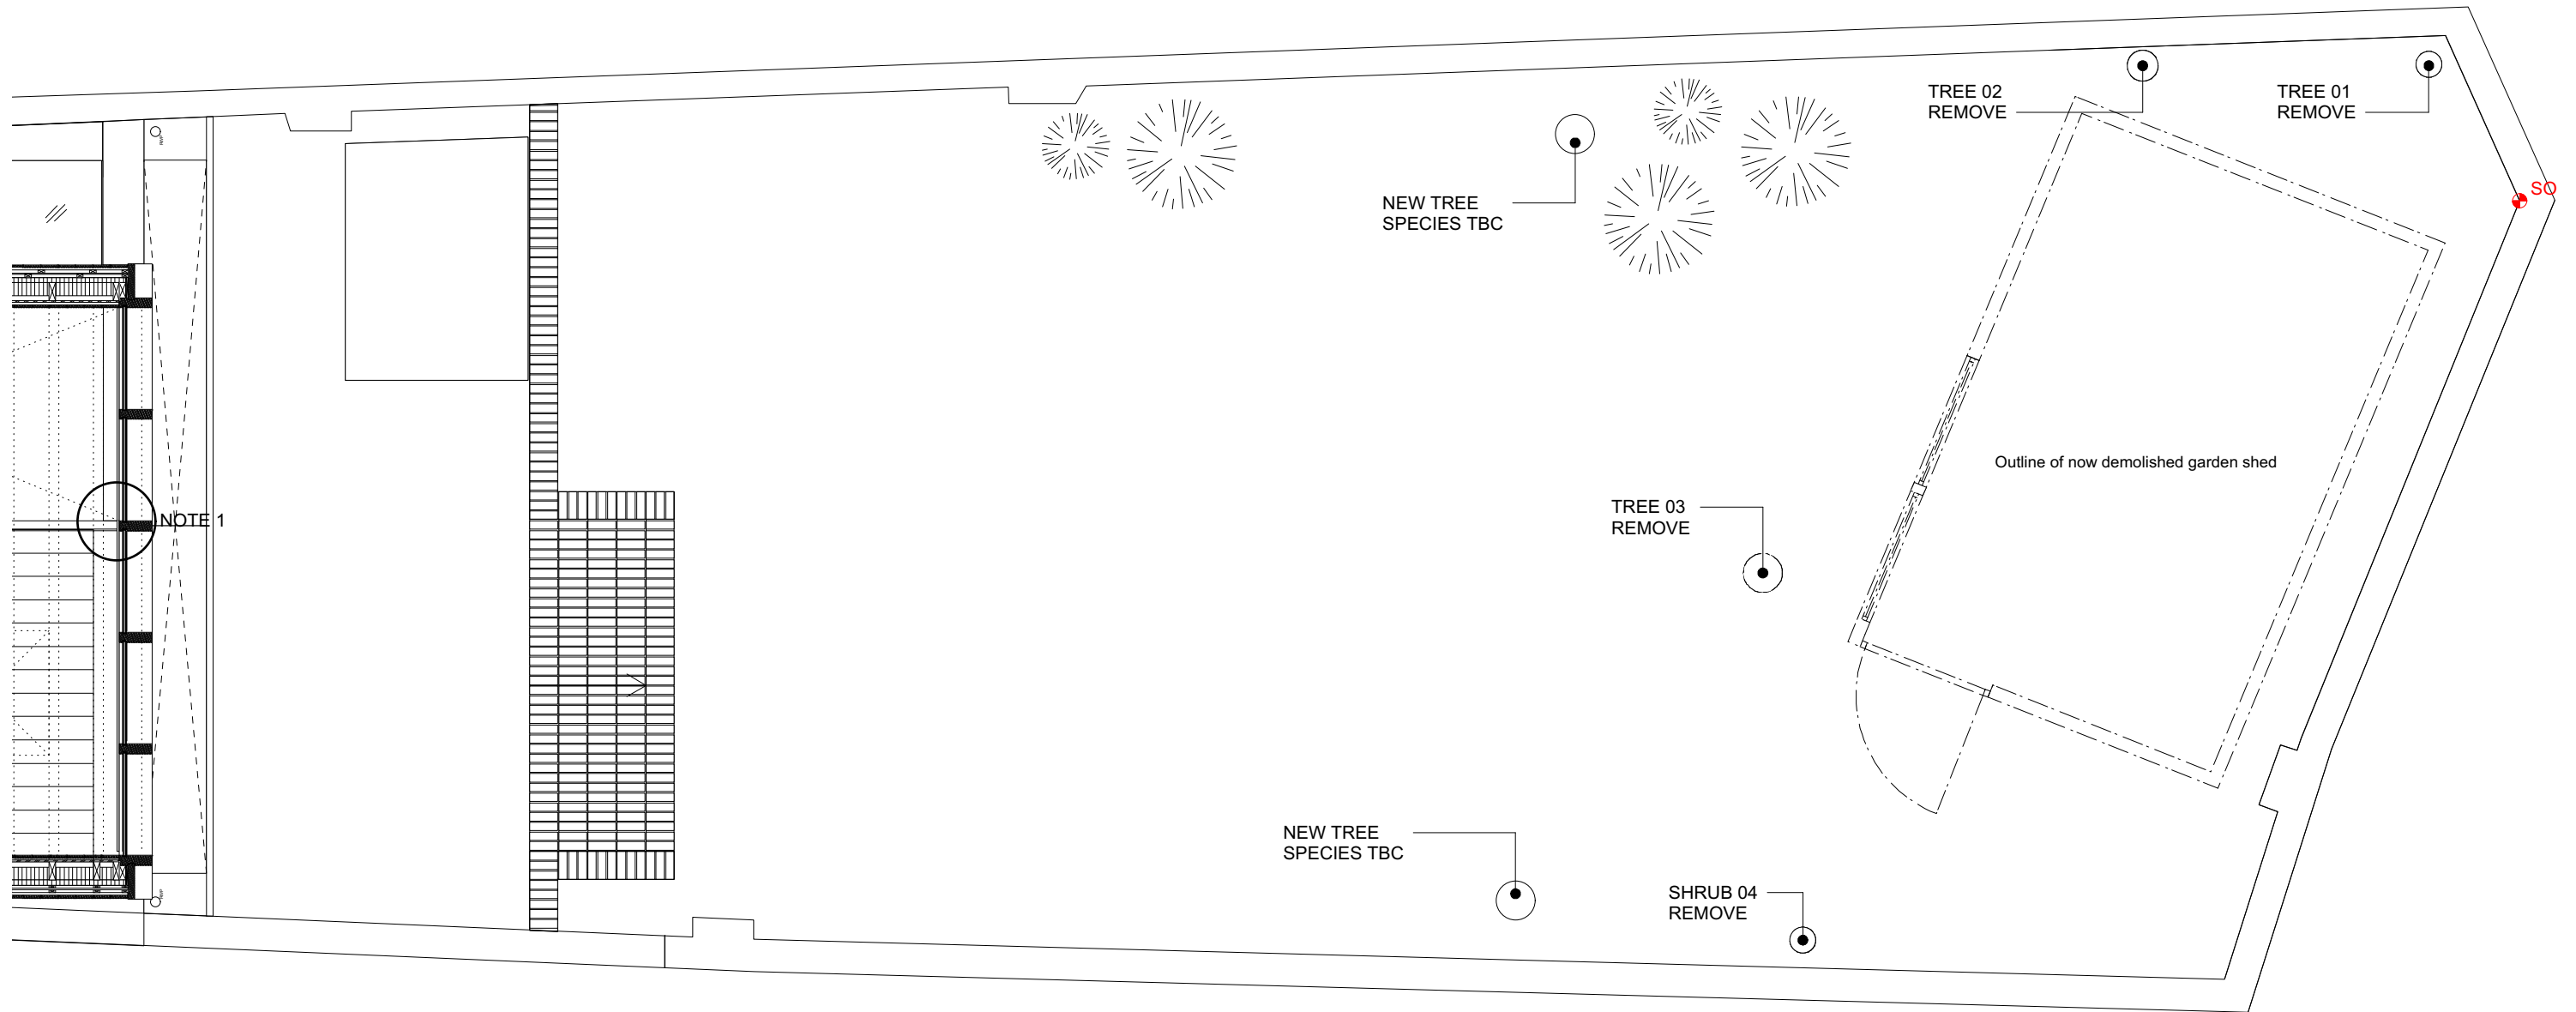 TREE 02
REMOVE
TREE 01
REMOVE
SO
NEW TREE
SPECIES TBC
Outline of now demolished garden shed
TREE 03
REMOVE
NOTE 1
NEW TREE
SPECIES TBC
SHRUB 04
REMOVE